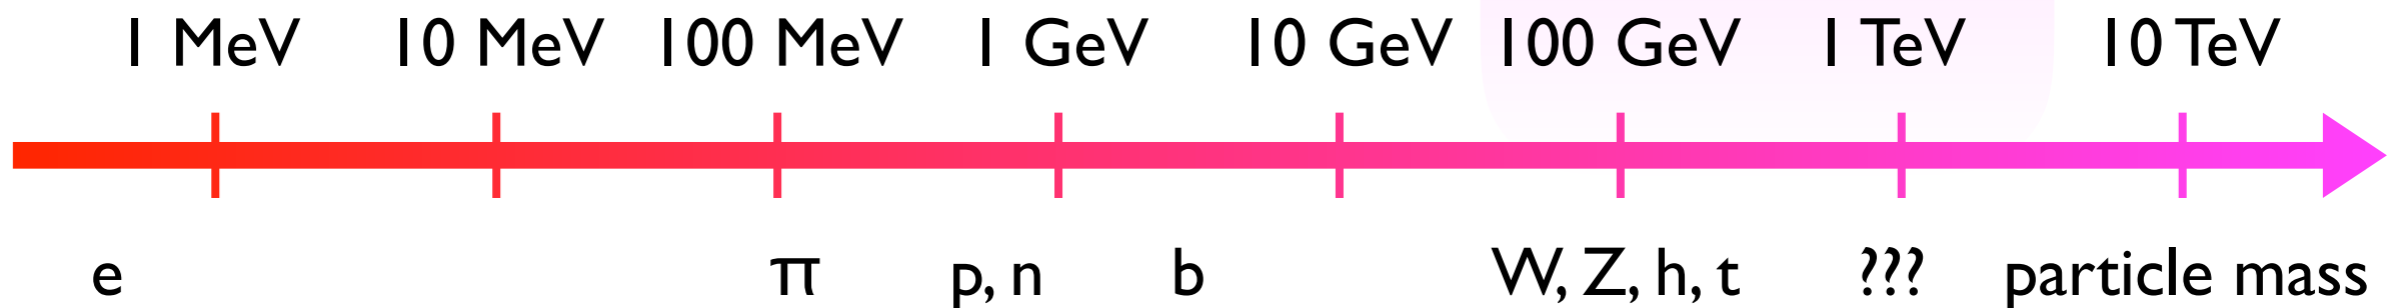 1 MeV 10 MeV 100 MeV 1 GeV 10 GeV 100 GeV 1 TeV 10 TeV
e π p, n b W, Z, h, t ??? particle mass